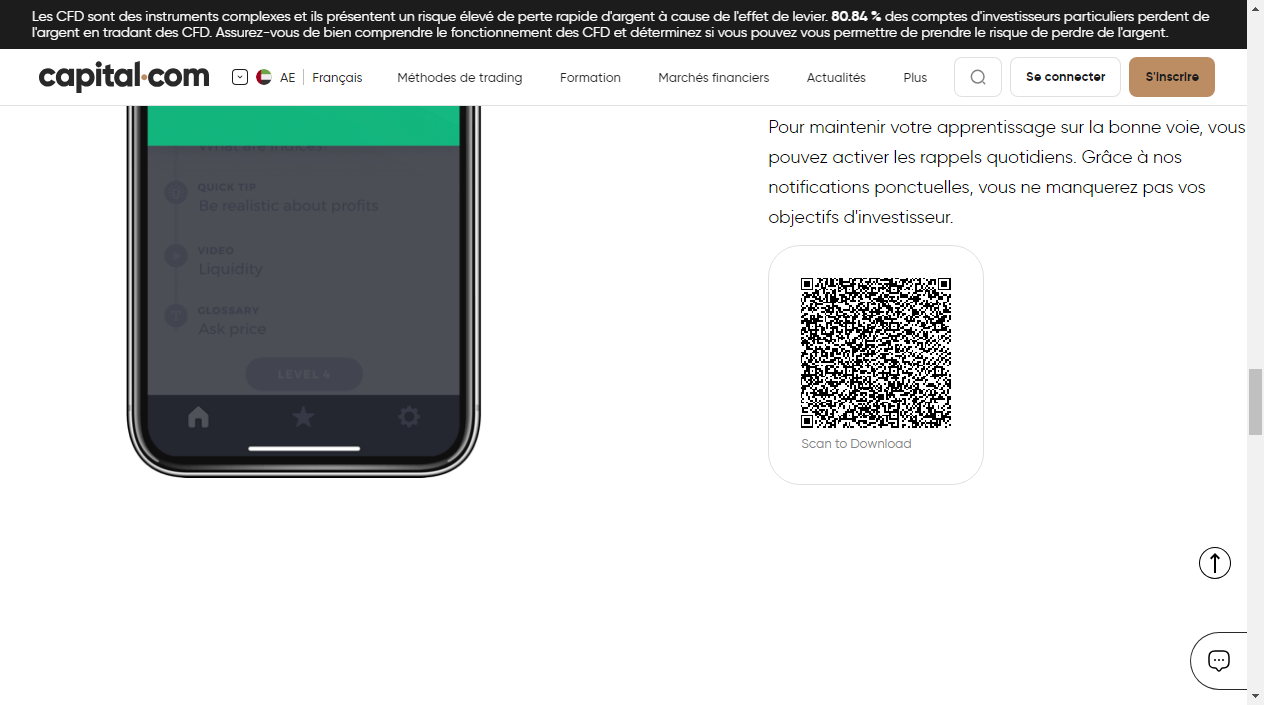 Les CFD sont des instruments complexes et ils présentent un risque élevé de perte rapide d'argent à cause de l'effet de levier. 80.84 % des comptes d'investisseurs particuliers perdent de
l'argent en tradant des CFD. Assurez-vous de bien comprendre le fonctionnement des CFD et déterminez si vous pouvez vous permettre de prendre le risque de perdre de l'argent.
capital.com AE Français Méthodes de trading Formation Marchés financiers Actualités Plus Se connecter S'inscrire
What are indices?
QUICK TIP
Be realistic about profits
VIDEO
Liquidity
GLOSSARY
Ask price
LEVEL 4
Pour maintenir votre apprentissage sur la bonne voie, vous
pouvez activer les rappels quotidiens. Grâce à nos
notifications ponctuelles, vous ne manquerez pas vos
objectifs d'investisseur.
Scan to Download